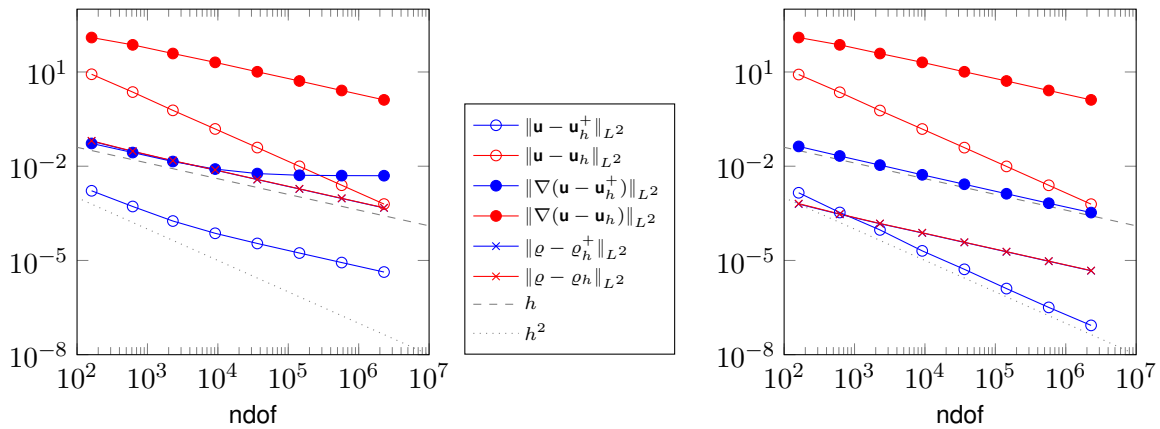 10^1
10^−2
10^−5
10^−8
10^2 10^3 10^4 10^5 10^6 10^7
ndof
‖u − u_h^+‖_{L^2}
‖u − u_h‖_{L^2}
‖∇(u − u_h^+)‖_{L^2}
‖∇(u − u_h)‖_{L^2}
‖ϱ − ϱ_h^+‖_{L^2}
‖ϱ − ϱ_h‖_{L^2}
h
h^2
10^1
10^−2
10^−5
10^−8
10^2 10^3 10^4 10^5 10^6 10^7
ndof